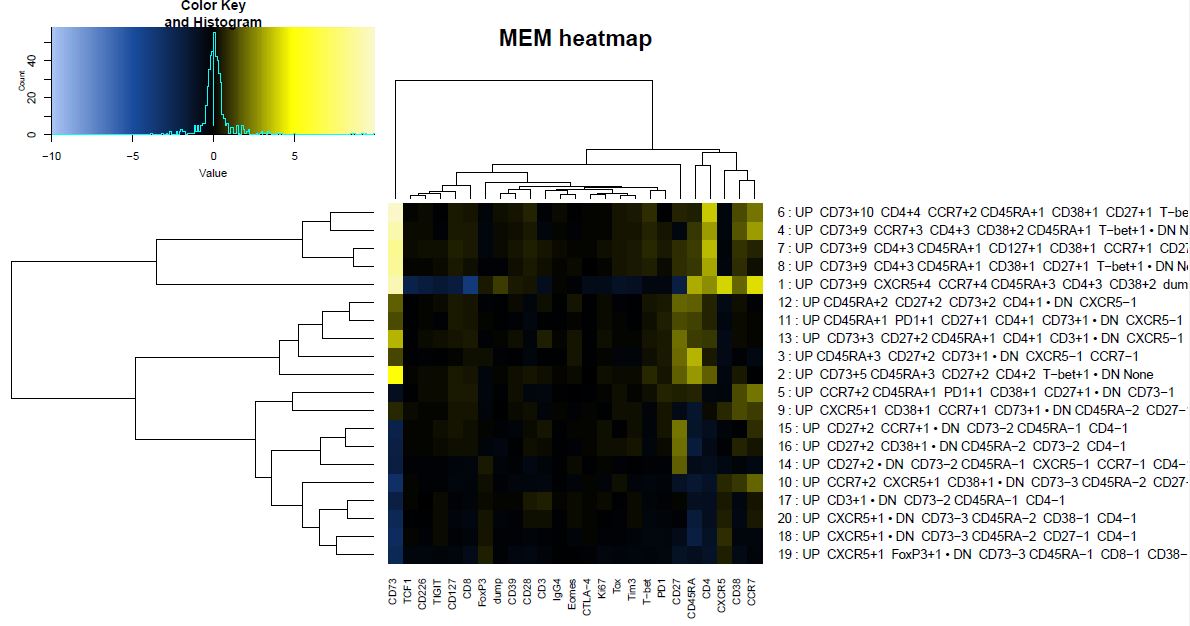 Color Key
and Histogram
Count
0 20 40
−10 −5 0 5
Value
MEM heatmap
6 : UP CD73+10 CD4+4 CCR7+2 CD45RA+1 CD38+1 CD27+1 T−be
4 : UP CD73+9 CCR7+3 CD4+3 CD38+2 CD45RA+1 T−bet+1 • DN N
7 : UP CD73+9 CD4+3 CD45RA+1 CD127+1 CD38+1 CCR7+1 CD27
8 : UP CD73+9 CD4+3 CD45RA+1 CD38+1 CD27+1 T−bet+1 • DN No
1 : UP CD73+9 CXCR5+4 CCR7+4 CD45RA+3 CD4+3 CD38+2 dum
12 : UP CD45RA+2 CD27+2 CD73+2 CD4+1 • DN CXCR5−1
11 : UP CD45RA+1 PD1+1 CD27+1 CD4+1 CD73+1 • DN CXCR5−1
13 : UP CD73+3 CD27+2 CD45RA+1 CD4+1 CD3+1 • DN CXCR5−1
3 : UP CD45RA+3 CD27+2 CD73+1 • DN CXCR5−1 CCR7−1
2 : UP CD73+5 CD45RA+3 CD27+2 CD4+2 T−bet+1 • DN None
5 : UP CCR7+2 CD45RA+1 PD1+1 CD38+1 CD27+1 • DN CD73−1
9 : UP CXCR5+1 CD38+1 CCR7+1 CD73+1 • DN CD45RA−2 CD27−
15 : UP CD27+2 CCR7+1 • DN CD73−2 CD45RA−1 CD4−1
16 : UP CD27+2 CD38+1 • DN CD45RA−2 CD73−2 CD4−1
14 : UP CD27+2 • DN CD73−2 CD45RA−1 CXCR5−1 CCR7−1 CD4−
10 : UP CCR7+2 CXCR5+1 CD38+1 • DN CD73−3 CD45RA−2 CD27−
17 : UP CD3+1 • DN CD73−2 CD45RA−1 CD4−1
20 : UP CXCR5+1 • DN CD73−3 CD45RA−2 CD38−1 CD4−1
18 : UP CXCR5+1 • DN CD73−3 CD45RA−2 CD27−1 CD4−1
19 : UP CXCR5+1 FoxP3+1 • DN CD73−3 CD45RA−1 CD8−1 CD38−
CD73
TCF1
CD226
TIGIT
CD127
CD8
FoxP3
dump
CD39
CD28
CD3
IgG4
Eomes
CTLA−4
Ki67
Tox
Tim3
T−bet
PD1
CD27
CD45RA
CD4
CXCR5
CD38
CCR7